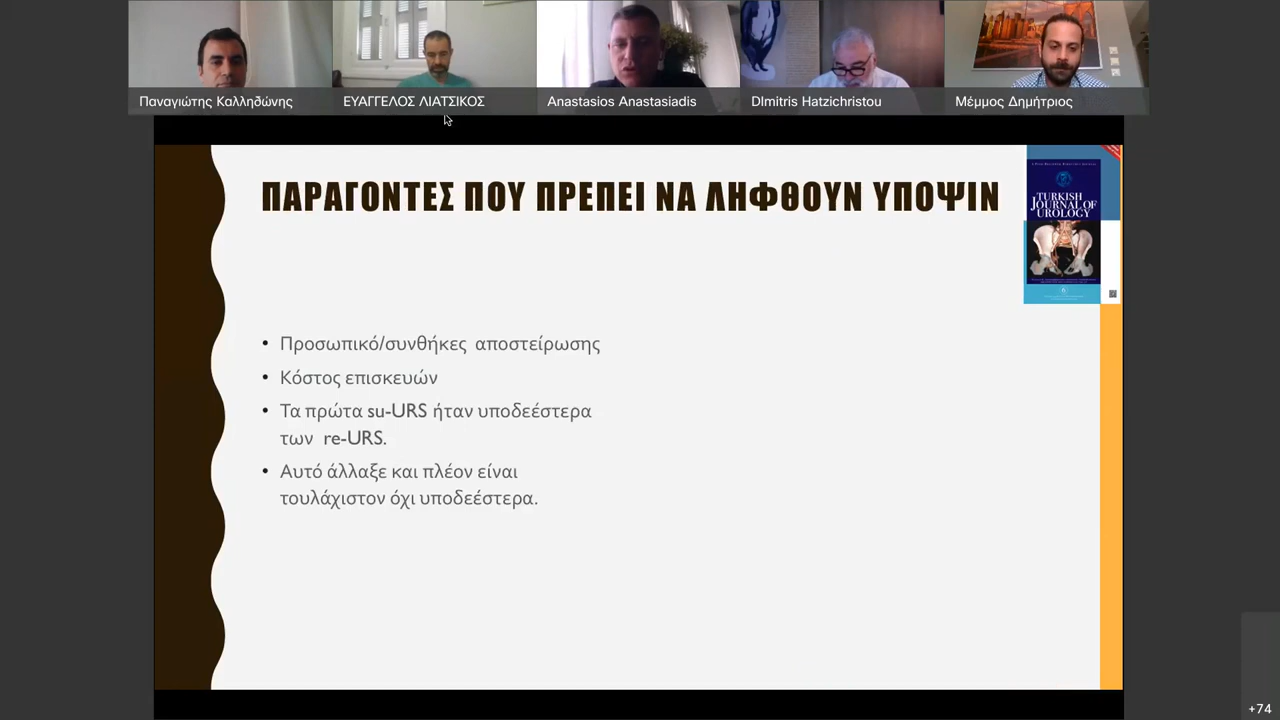 Παναγιώτης Καλληδώνης
ΕΥΑΓΓΕΛΟΣ ΛΙΑΤΣΙΚΟΣ
Anastasios Anastasiadis
DImitris Hatzichristou
Μέμμος Δημήτριος
ΠΑΡΑΓΟΝΤΕΣ ΠΟΥ ΠΡΕΠΕΙ ΝΑ ΛΗΦΘΟΥΝ ΥΠΟΨΙΝ
TURKISH
JOURNAL OF
UROLOGY
• Προσωπικό/συνθήκες αποστείρωσης
• Κόστος επισκευών
• Τα πρώτα su-URS ήταν υποδεέστερα
των re-URS.
• Αυτό άλλαξε και πλέον είναι
τουλάχιστον όχι υποδεέστερα.
+74